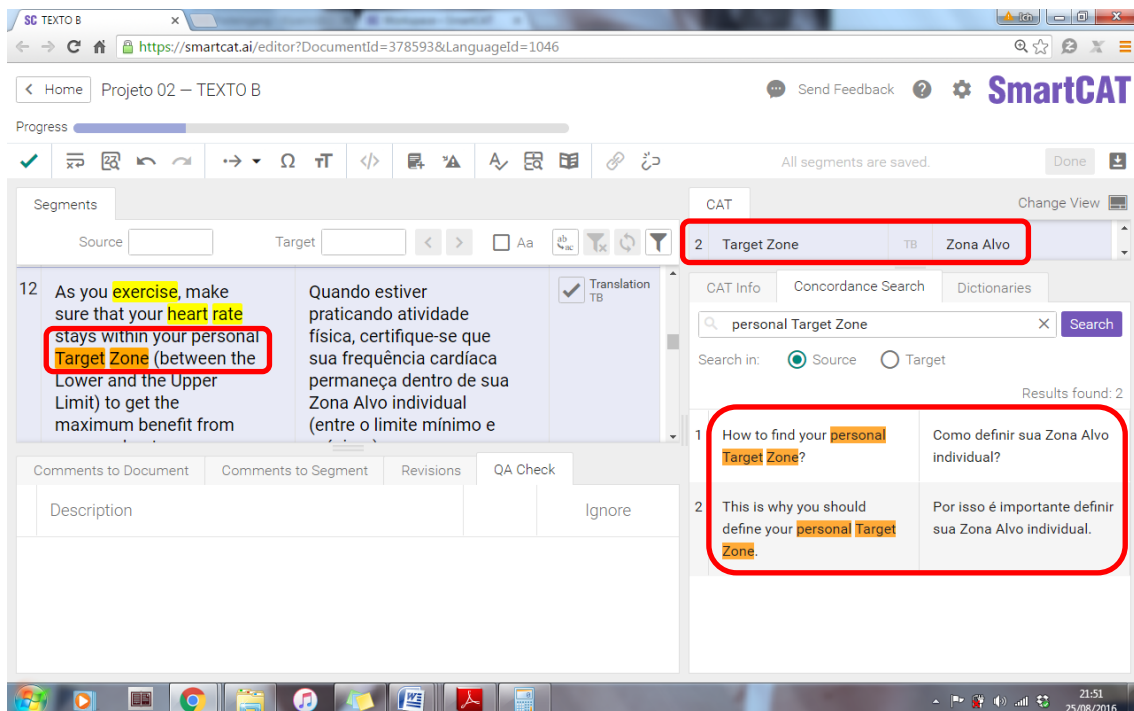 SC TEXTO B
https://smartcat.ai/editor?DocumentId=378593&LanguageId=1046
Home Projeto 02 — TEXTO B
Send Feedback
SmartCAT
Progress
All segments are saved.
Done
Segments
Source
Target
Aa
12
As you exercise, make
sure that your heart rate
stays within your personal
Target Zone (between the
Lower and the Upper
Limit) to get the
maximum benefit from
Quando estiver
praticando atividade
física, certifique-se que
sua frequência cardíaca
permaneça dentro de sua
Zona Alvo individual
(entre o limite mínimo e
Translation
TB
Comments to Document
Comments to Segment
Revisions
QA Check
Description
Ignore
CAT
Change View
2 Target Zone TB Zona Alvo
CAT Info
Concordance Search
Dictionaries
personal Target Zone
Search
Search in: Source Target
Results found: 2
1
How to find your personal
Target Zone?
Como definir sua Zona Alvo
individual?
2
This is why you should
define your personal Target
Zone.
Por isso é importante definir
sua Zona Alvo individual.
21:51
25/08/2016